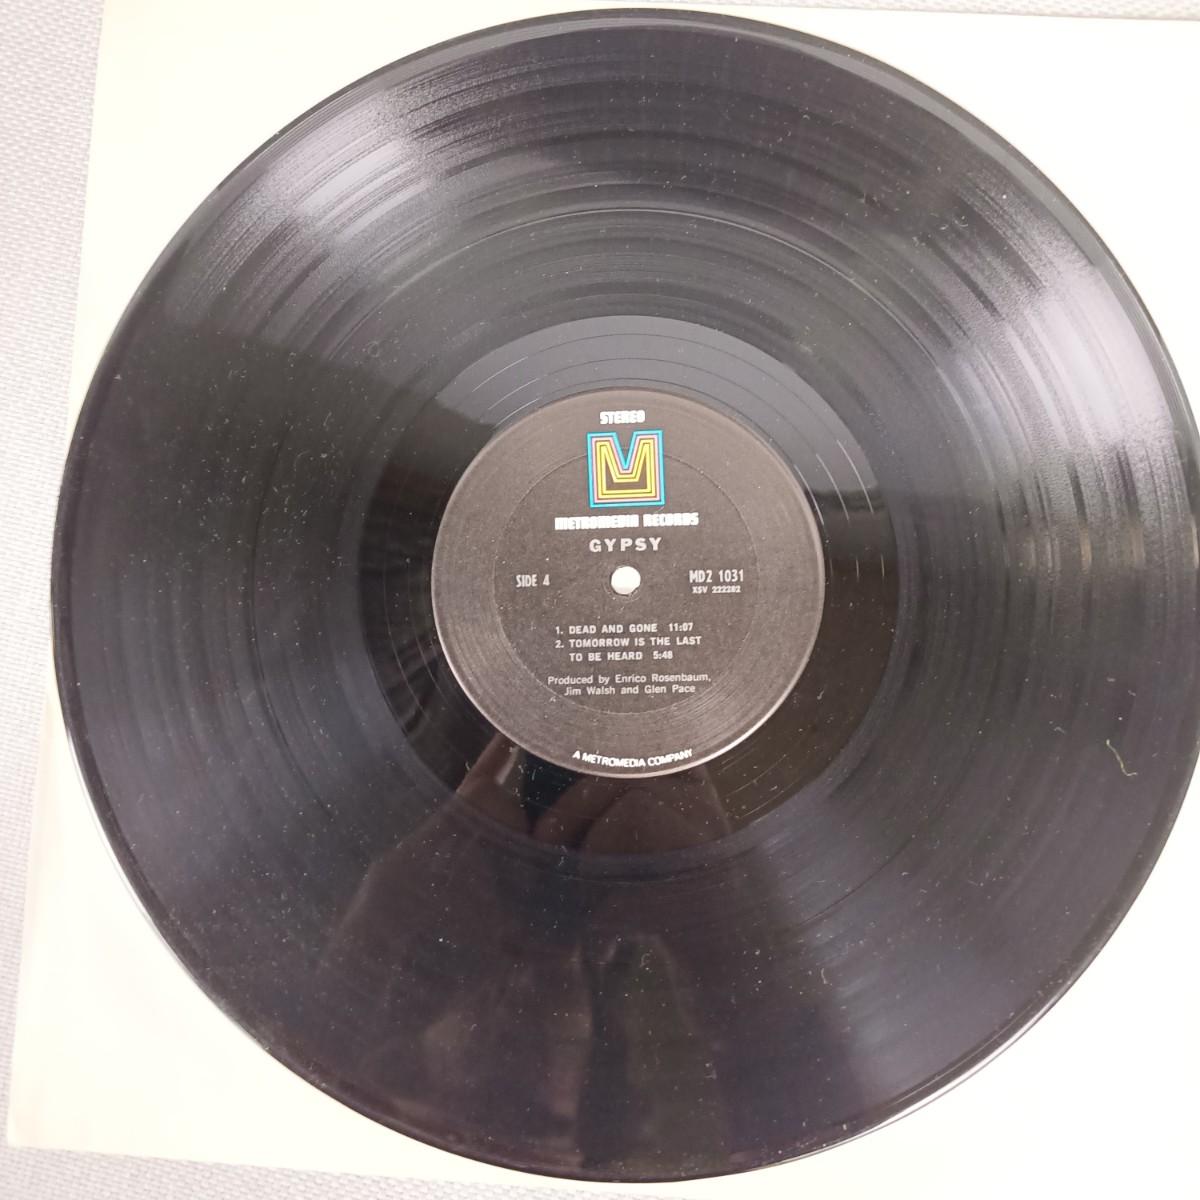 STEREO
M
METROMEDIA RECORDS
GYPSY
SIDE 4
MD2 1031
XSV 222282
1. DEAD AND GONE 11:07
2. TOMORROW IS THE LAST
TO BE HEARD 5:48
Produced by Enrico Rosenbaum,
Jim Walsh and Glen Pace
A METROMEDIA COMPANY